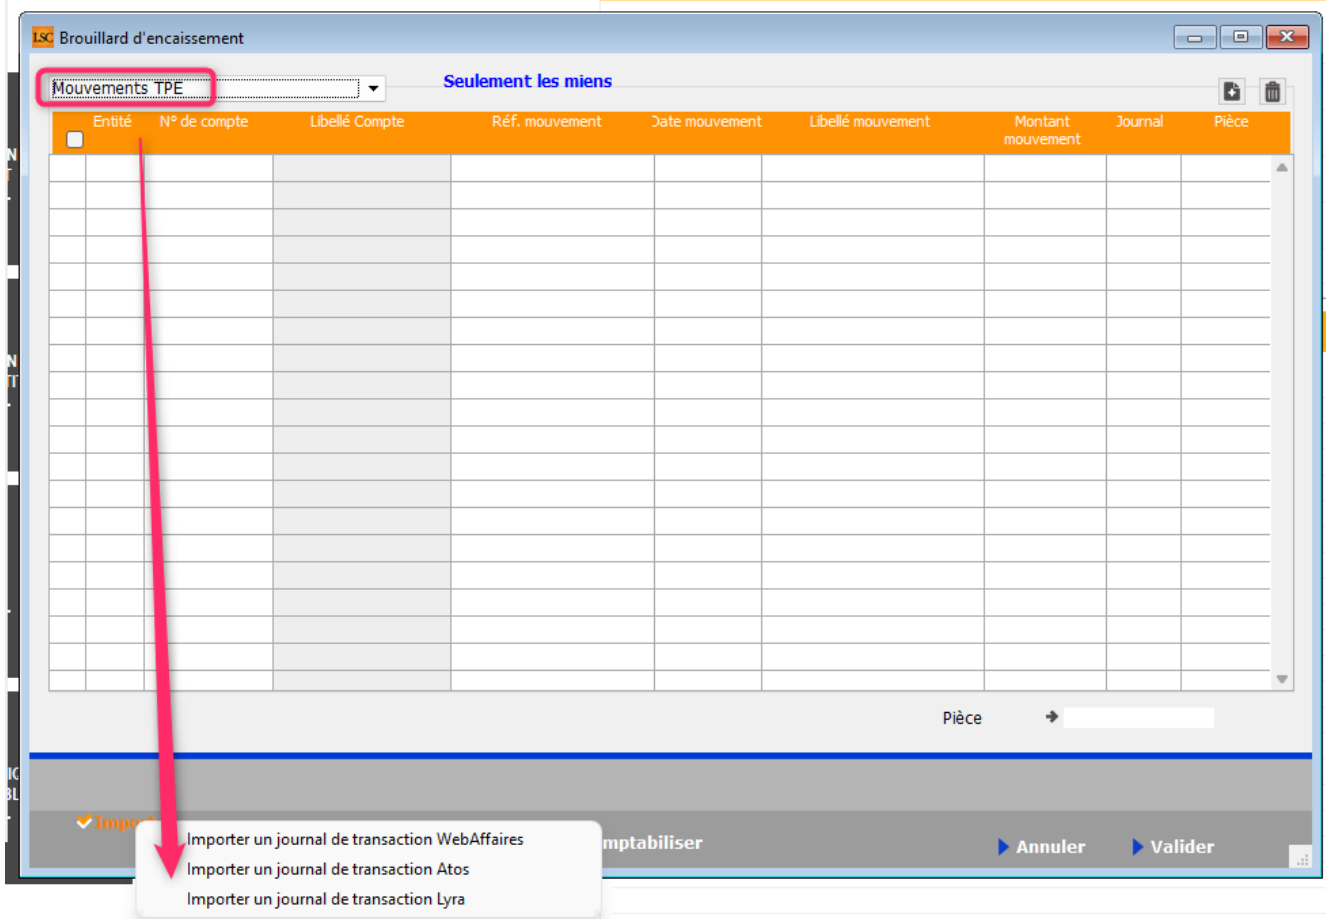 LSC Brouillard d'encaissement
Mouvements TPE
Seulement les miens
Entité N° de compte Libellé Compte Réf. mouvement Date mouvement Libellé mouvement Montant mouvement Journal Pièce
Pièce
Impo
Importer un journal de transaction WebAffaires
mptabiliser
Annuler
Valider
Importer un journal de transaction Atos
Importer un journal de transaction Lyra